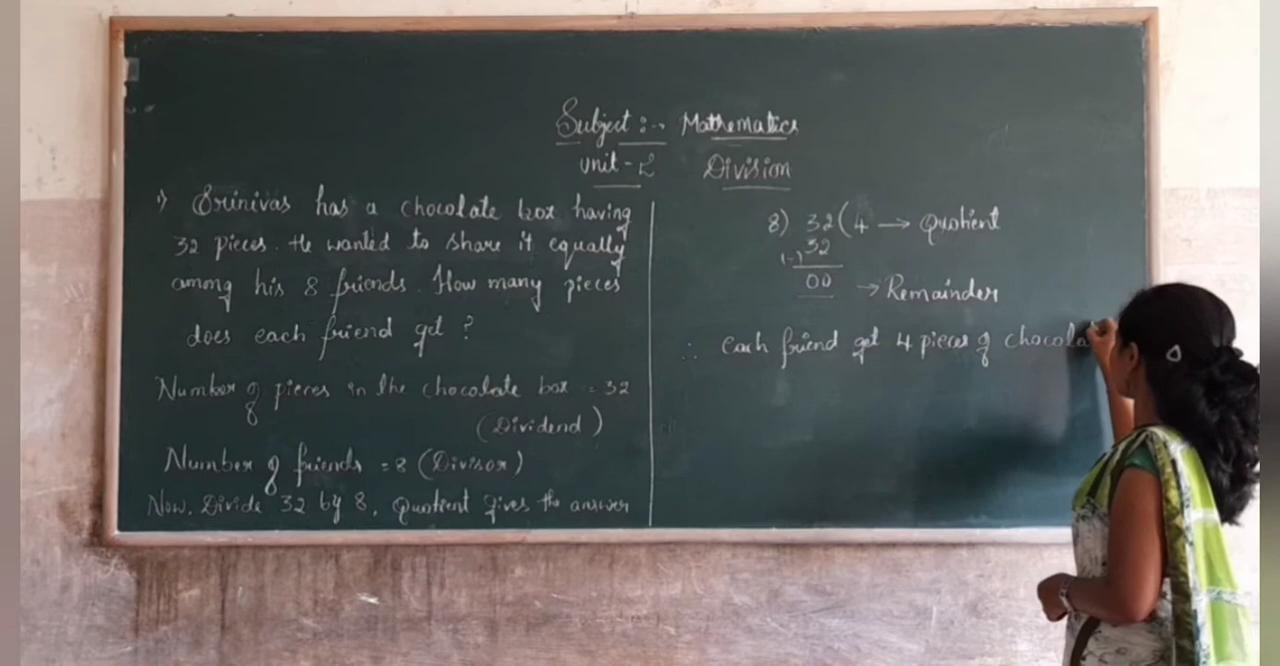 Subject :- Mathematics
Unit - 2 Division
1) Srinivas has a chocolate box having
32 pieces. He wanted to share it equally
among his 8 friends. How many pieces
does each friend get ?
Number of pieces in the chocolate box = 32
(Dividend)
Number of friends = 8 (Divisor)
Now, Divide 32 by 8, Quotient gives the answer
8) 32 ( 4 → Quotient
(-) 32
00 → Remainder
∴ each friend get 4 pieces of chocola